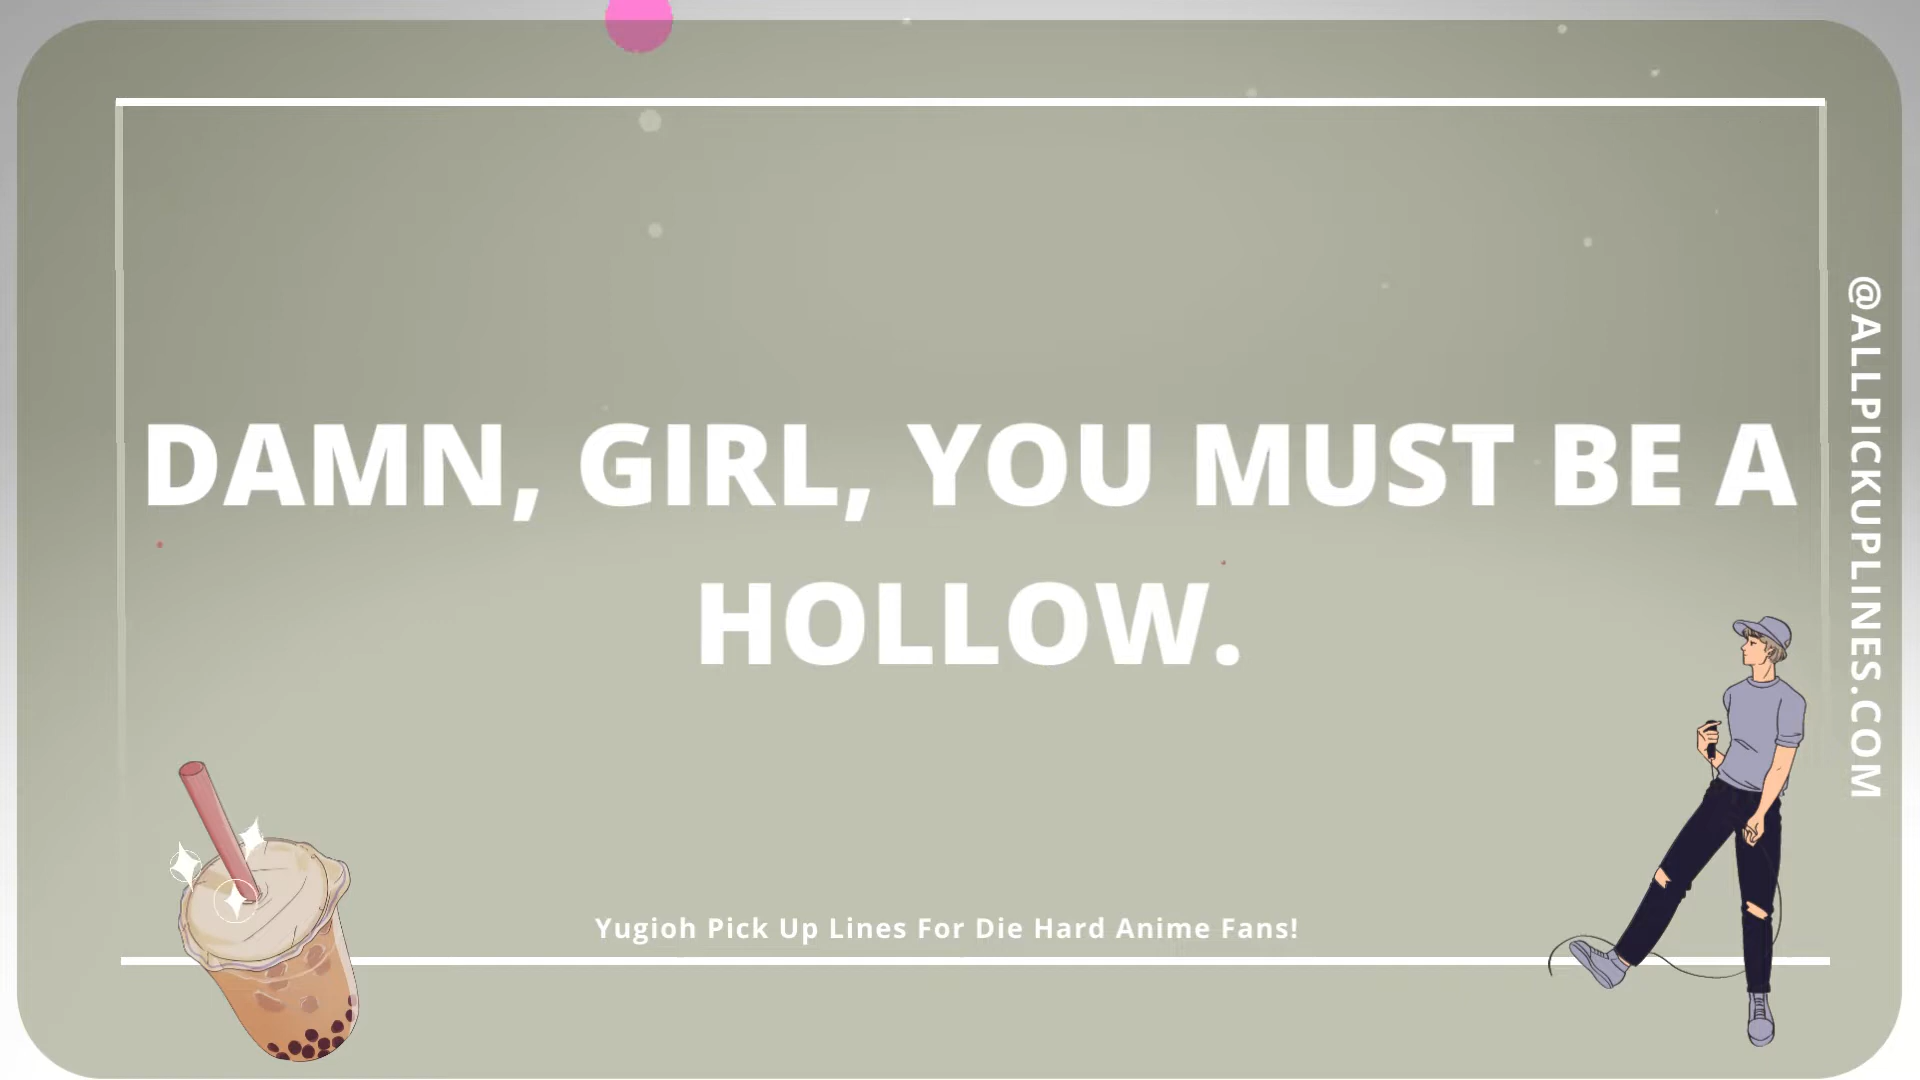 DAMN, GIRL, YOU MUST BE A
HOLLOW.
Yugioh Pick Up Lines For Die Hard Anime Fans!
@ALLPICKUPLINES.COM